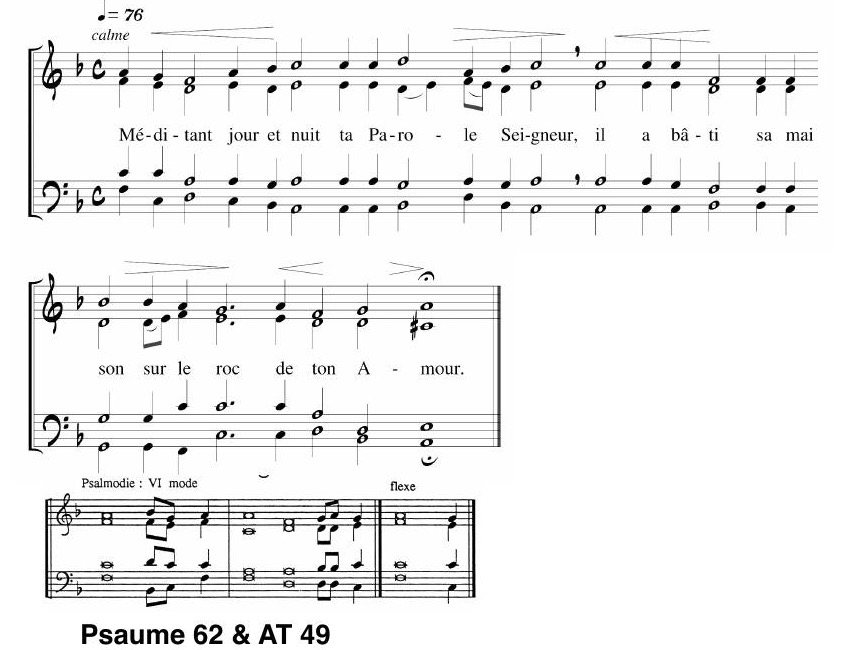 ♩= 76
calme
Mé-di-tant jour et nuit ta Pa-ro - le Sei-gneur, il a bâ-ti sa mai
son sur le roc de ton A - mour.
Psalmodie : VI mode
flexe
Psaume 62 & AT 49